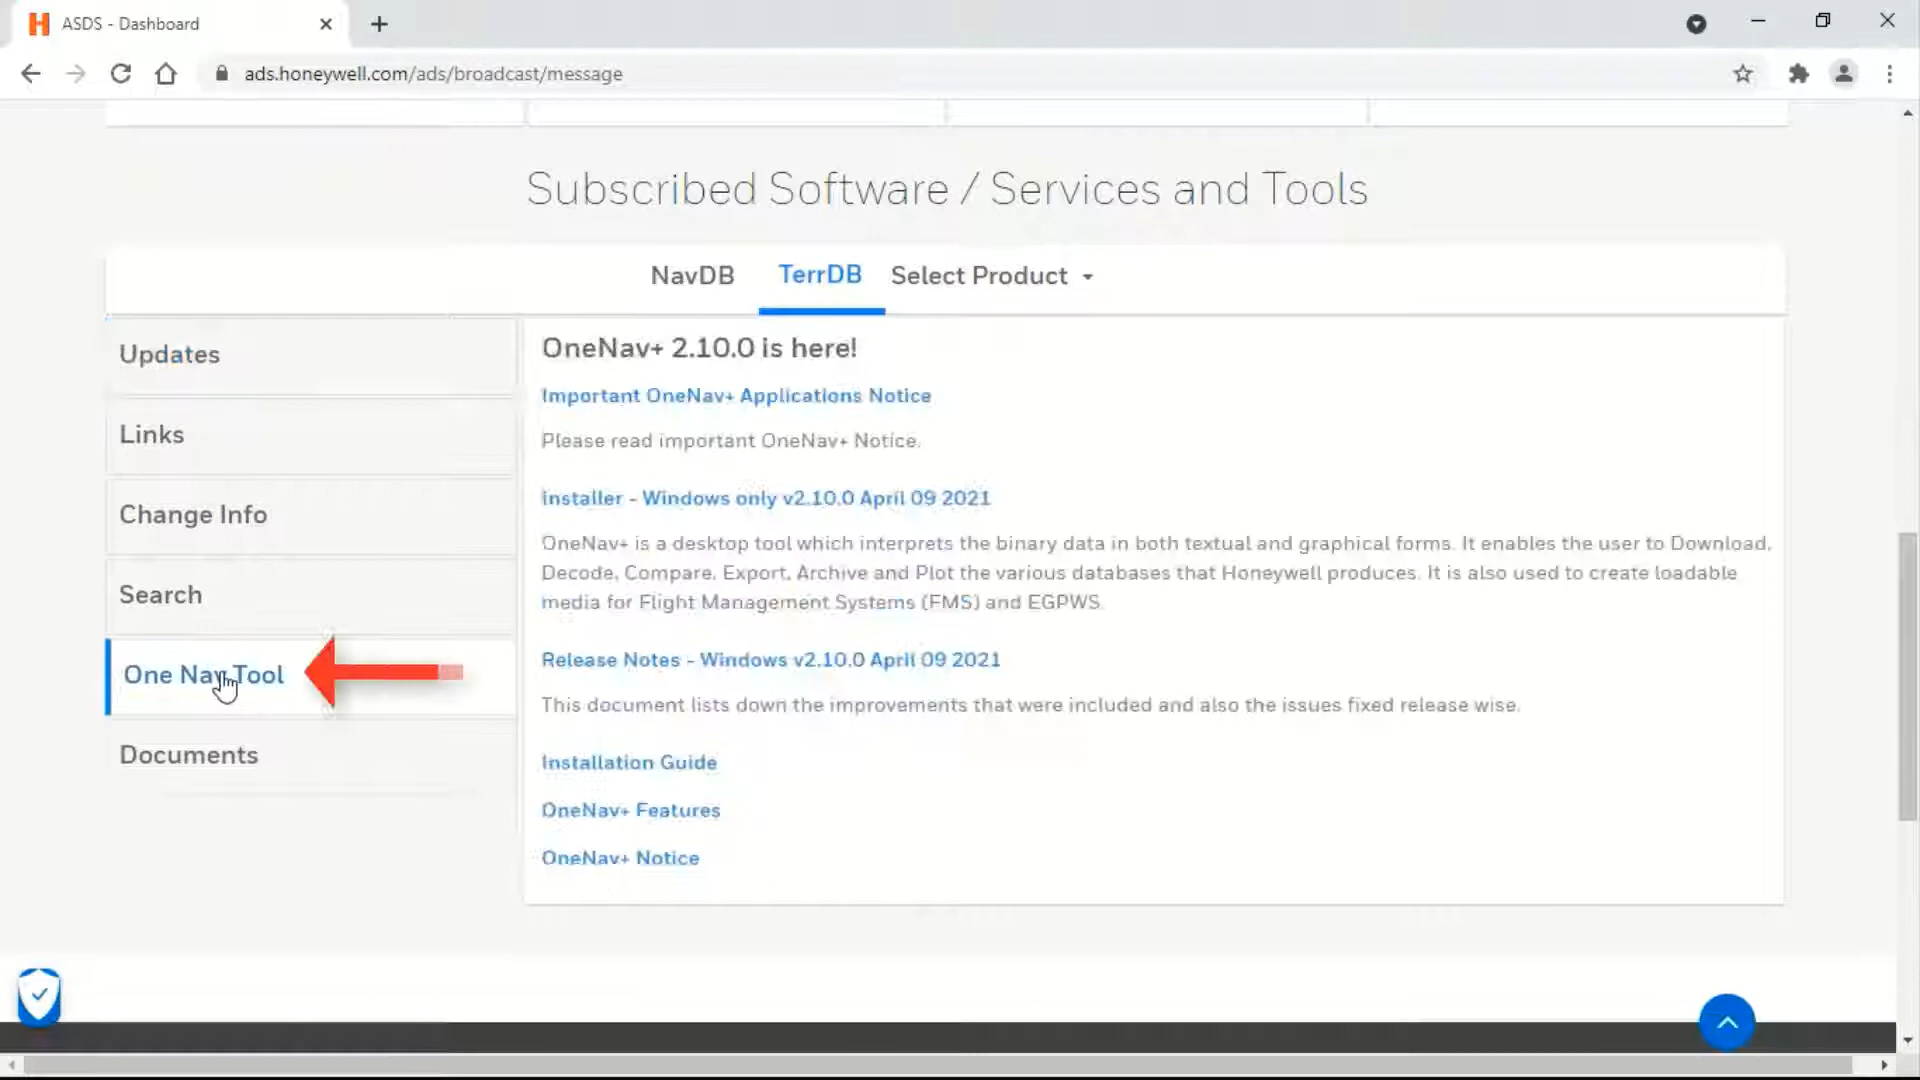 ASDS - Dashboard
ads.honeywell.com/ads/broadcast/message
Subscribed Software / Services and Tools
NavDB TerrDB Select Product
Updates
Links
Change Info
Search
One Nav Tool
Documents
OneNav+ 2.10.0 is here!
Important OneNav+ Applications Notice
Please read important OneNav+ Notice.
Installer - Windows only v2.10.0 April 09 2021
OneNav+ is a desktop tool which interprets the binary data in both textual and graphical forms. It enables the user to Download,
Decode, Compare, Export, Archive and Plot the various databases that Honeywell produces. It is also used to create loadable
media for Flight Management Systems (FMS) and EGPWS.
Release Notes - Windows v2.10.0 April 09 2021
This document lists down the improvements that were included and also the issues fixed release wise.
Installation Guide
OneNav+ Features
OneNav+ Notice